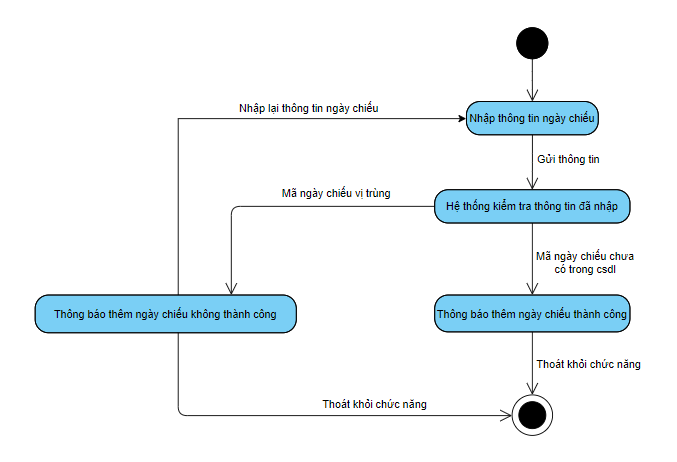 Nhập lại thông tin ngày chiếu
Nhập thông tin ngày chiếu
Gửi thông tin
Mã ngày chiếu vị trùng
Hệ thống kiểm tra thông tin đã nhập
Mã ngày chiếu chưa
có trong csdl
Thông báo thêm ngày chiếu không thành công
Thông báo thêm ngày chiếu thành công
Thoát khỏi chức năng
Thoát khỏi chức năng